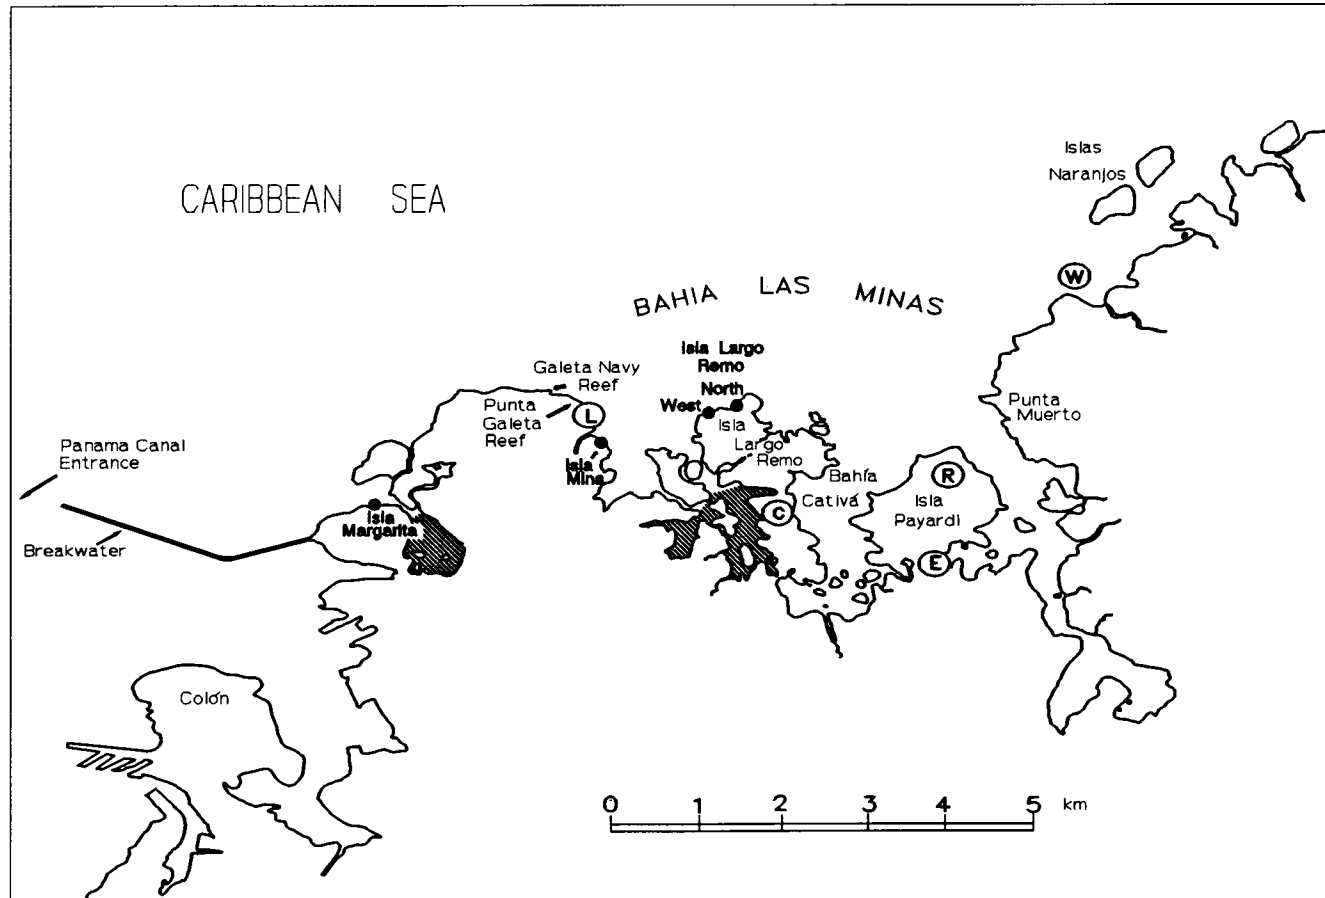 Islas
Naranjos
CARIBBEAN SEA
W
BAHIA LAS MINAS
Isla Largo
Remo
North
West
Galeta Navy
Reef
Punta
Galeta
Reef
L
Isla
Largo
Remo
Punta
Muerto
Panama Canal
Entrance
Isla
Mina
Bahía
Cativá
R
Isla
Payardi
C
Isla
Margarita
Breakwater
E
Colón
0 1 2 3 4 5 km